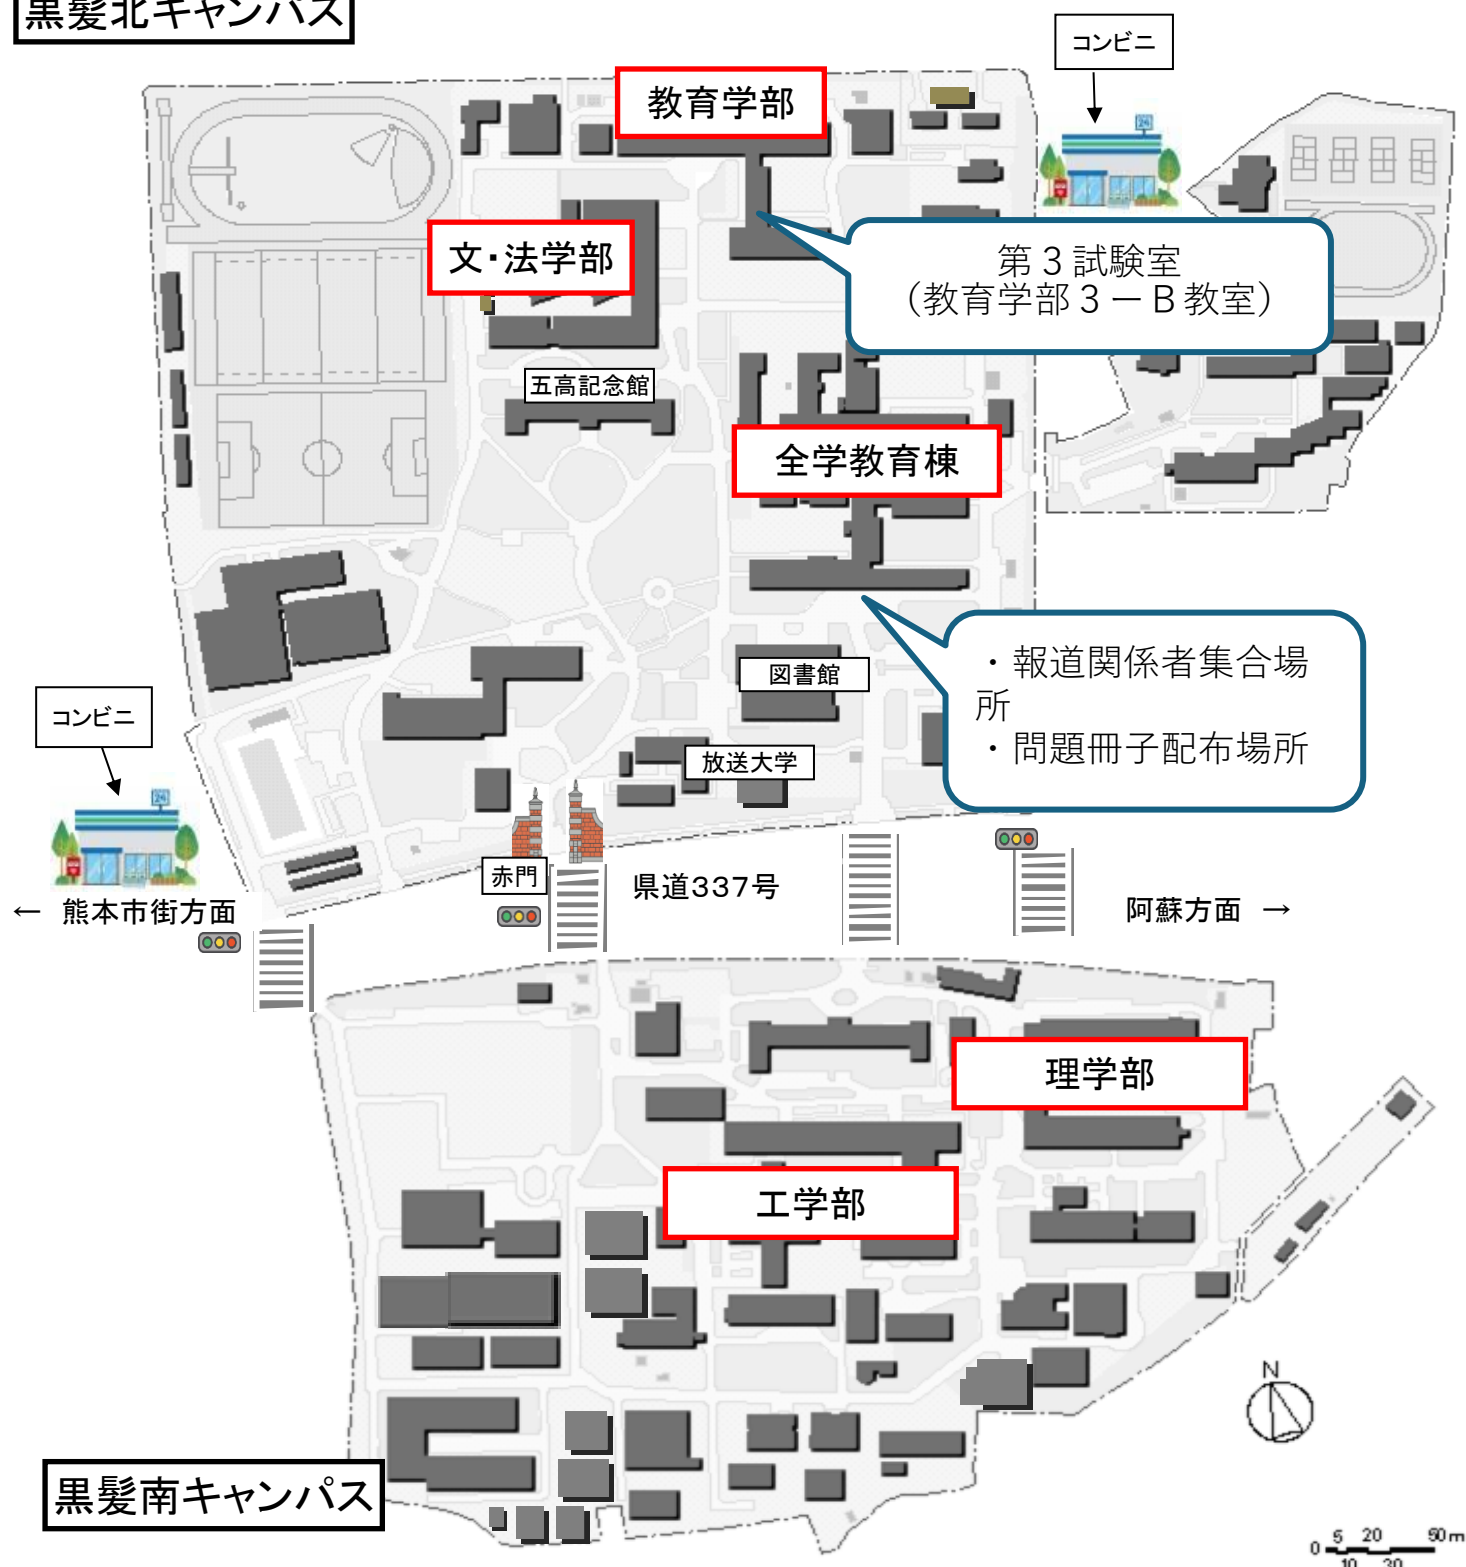 黒髪北キャンパス
コンビニ
24
教育学部
文・法学部
第３試験室
（教育学部３－Ｂ教室）
五高記念館
全学教育棟
・報道関係者集合場
所
・問題冊子配布場所
図書館
放送大学
コンビニ
24
赤門
県道337号
← 熊本市街方面
阿蘇方面 →
理学部
工学部
N
黒髪南キャンパス
0 5 20 50m
10 30